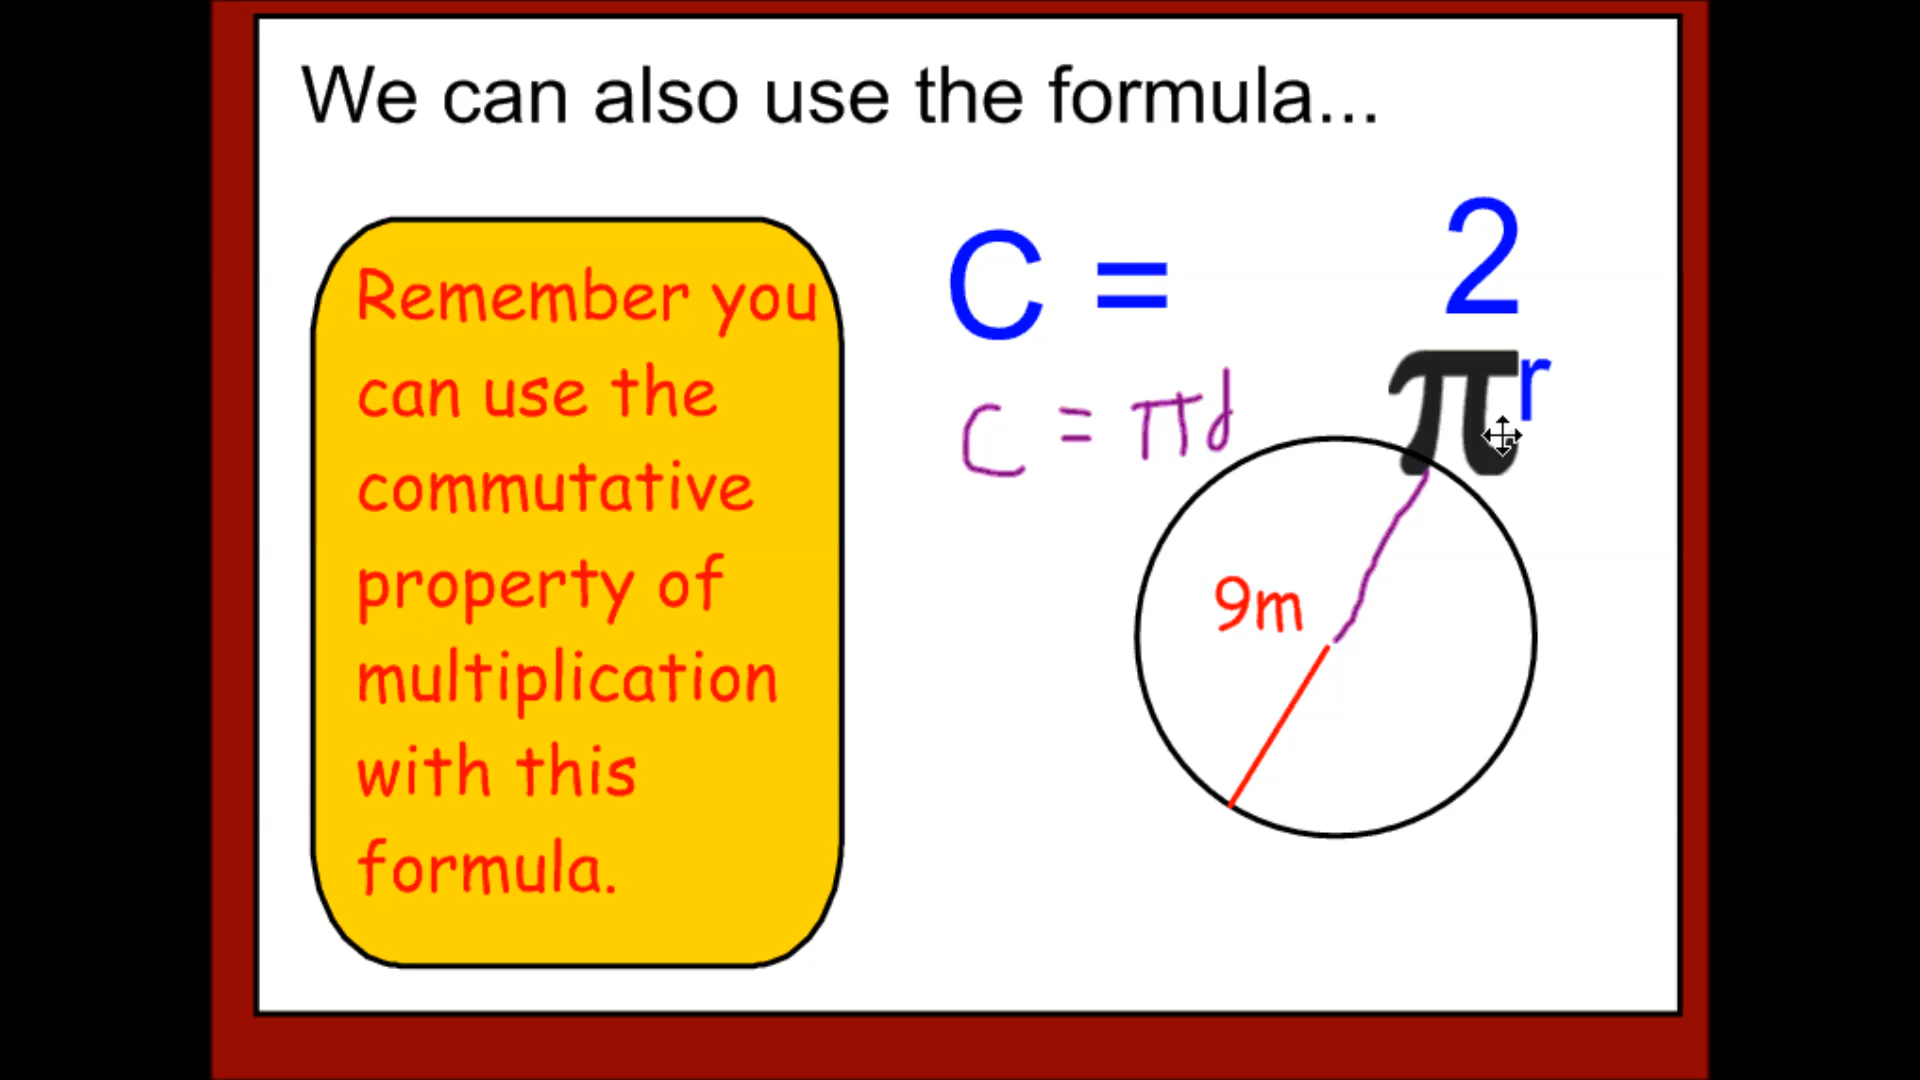 We can also use the formula...
Remember you
can use the
commutative
property of
multiplication
with this
formula.
C = 2
πr
C = πd
9m